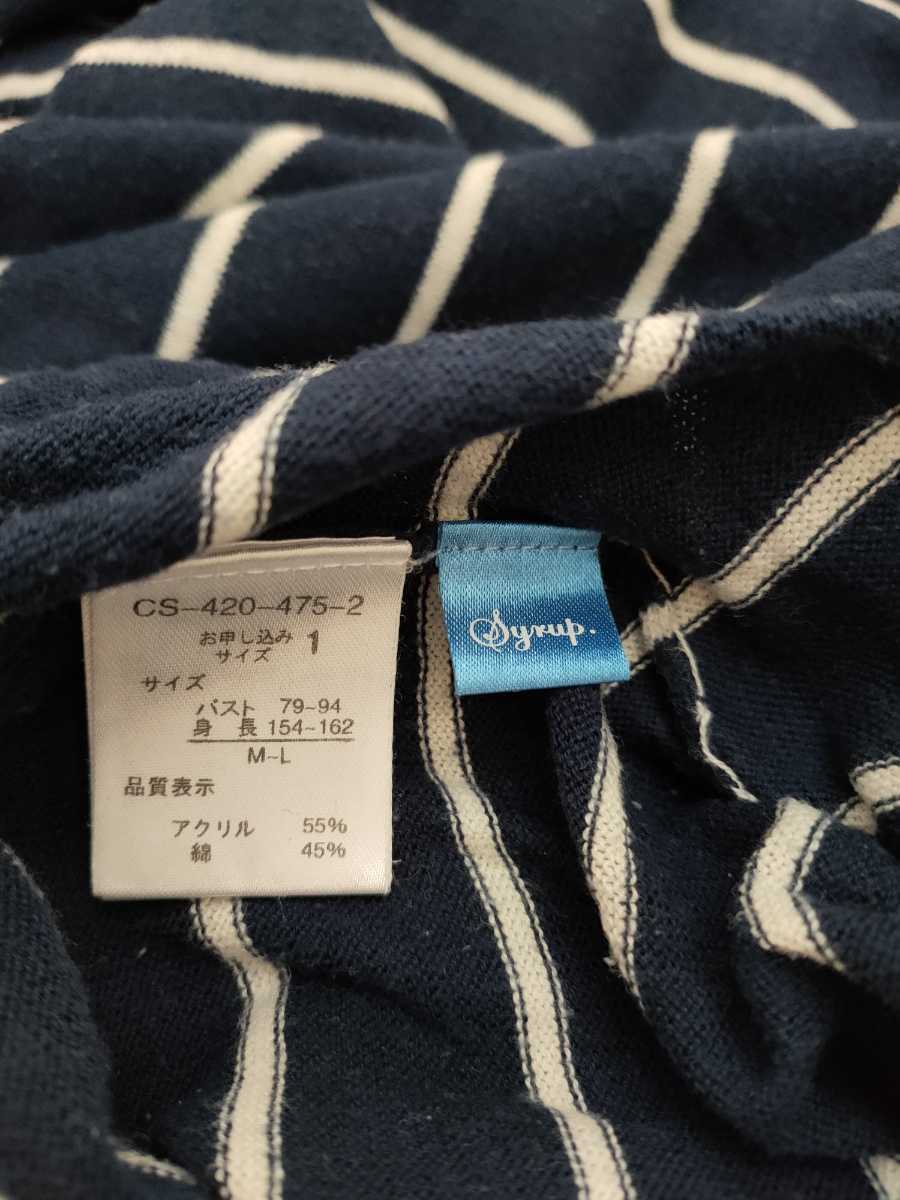 CS-420-475-2
お申し込み
サイズ 1
サイズ
バスト 79~94
身 長 154~162
M~L
品質表示
アクリル 55%
綿 45%
Syrup.